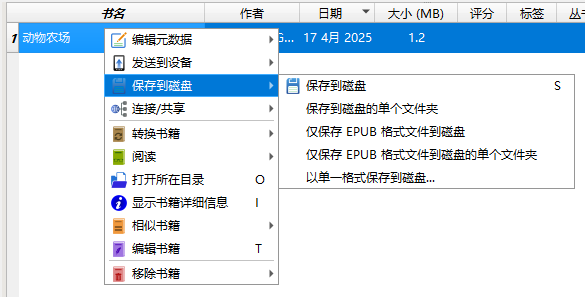 书名 作者 日期 大小 (MB) 评分 标签 丛
1 动物农场 G... 17 4月 2025 1.2
编辑元数据
发送到设备
保存到磁盘
保存到磁盘 S
连接/共享
保存到磁盘的单个文件夹
仅保存 EPUB 格式文件到磁盘
转换书籍
仅保存 EPUB 格式文件到磁盘的单个文件夹
阅读
以单一格式保存到磁盘...
打开所在目录 O
显示书籍详细信息 I
相似书籍
编辑书籍 T
移除书籍